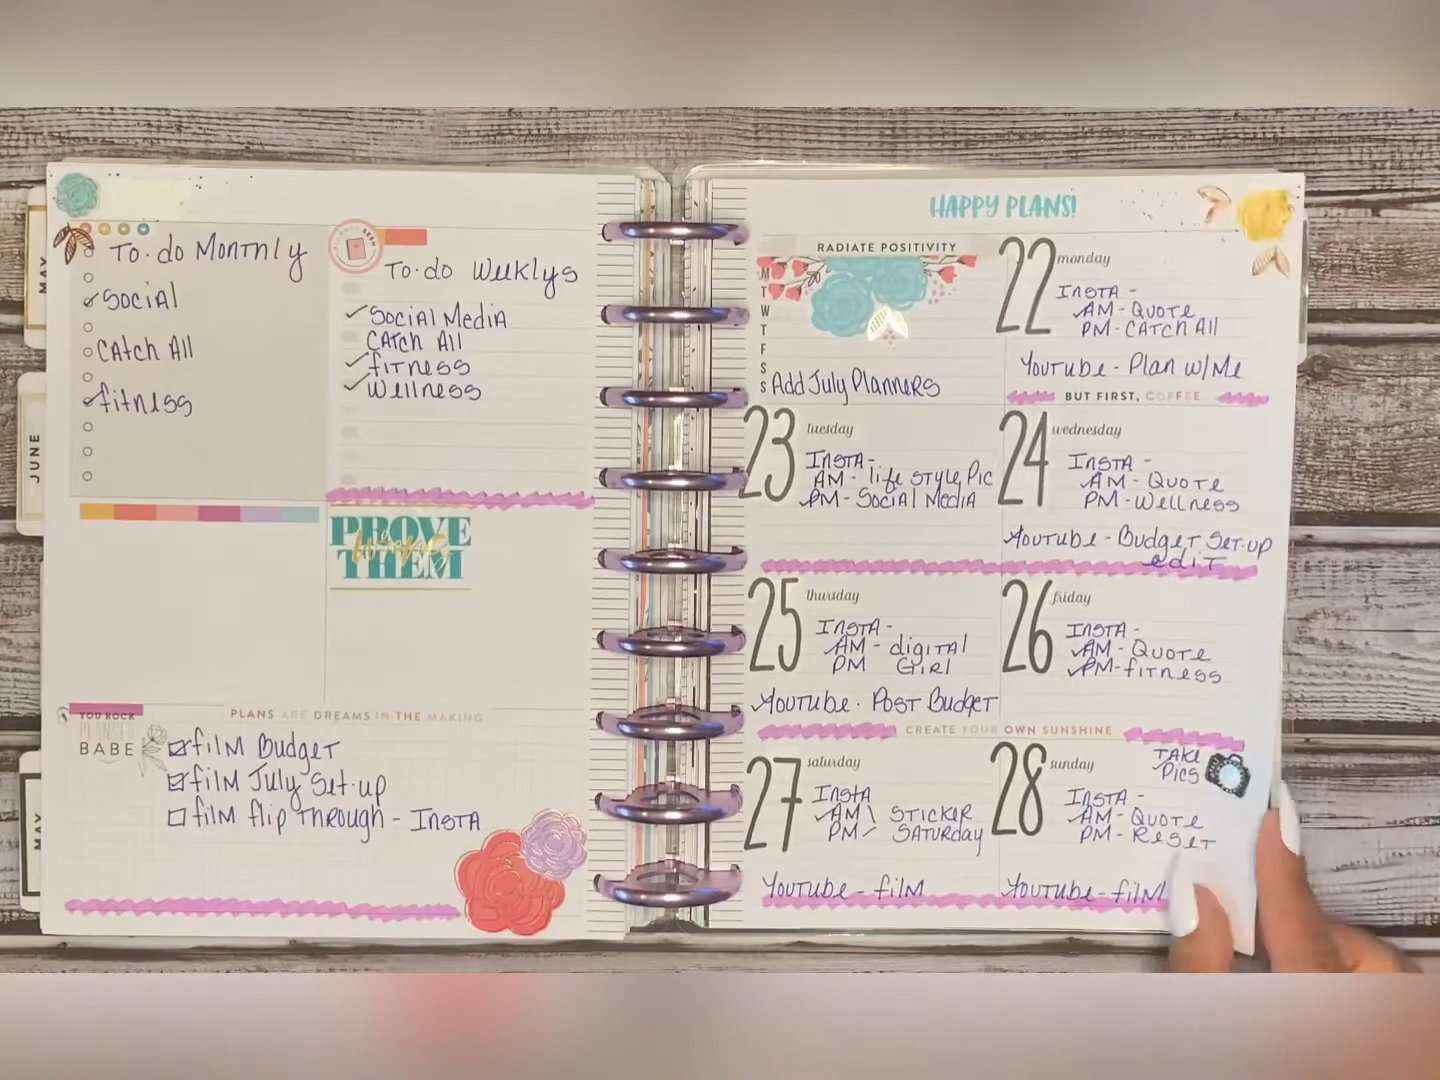 MAY
JUNE
MAY
To-do Monthly
Social
Catch All
fitness
To-do Weeklys
Social Media
Catch All
fitness
Wellness
PROVE
THEM
YOU ROCK
BABE
PLANS ARE DREAMS IN THE MAKING
film Budget
film July Set-up
film flip through - Insta
HAPPY PLANS!
RADIATE POSITIVITY
M
T
W
T
F
S
S
Add July Planners
22 monday
Insta -
AM - Quote
PM - Catch All
Youtube - Plan w/Me
BUT FIRST, COFFEE
23 tuesday
Insta -
AM - life style Pic
PM - Social Media
24 wednesday
Insta -
AM - Quote
PM - Wellness
Youtube - Budget Set-up
edit
25 thursday
Insta -
AM - digital
PM Girl
Youtube - Post Budget
26 friday
Insta -
AM - Quote
PM - fitness
CREATE YOUR OWN SUNSHINE
27 saturday
Insta
AM \ Sticker
PM / Saturday
Youtube - film
28 sunday
Take
Pics
Insta -
AM - Quote
PM - Reset
Youtube - film